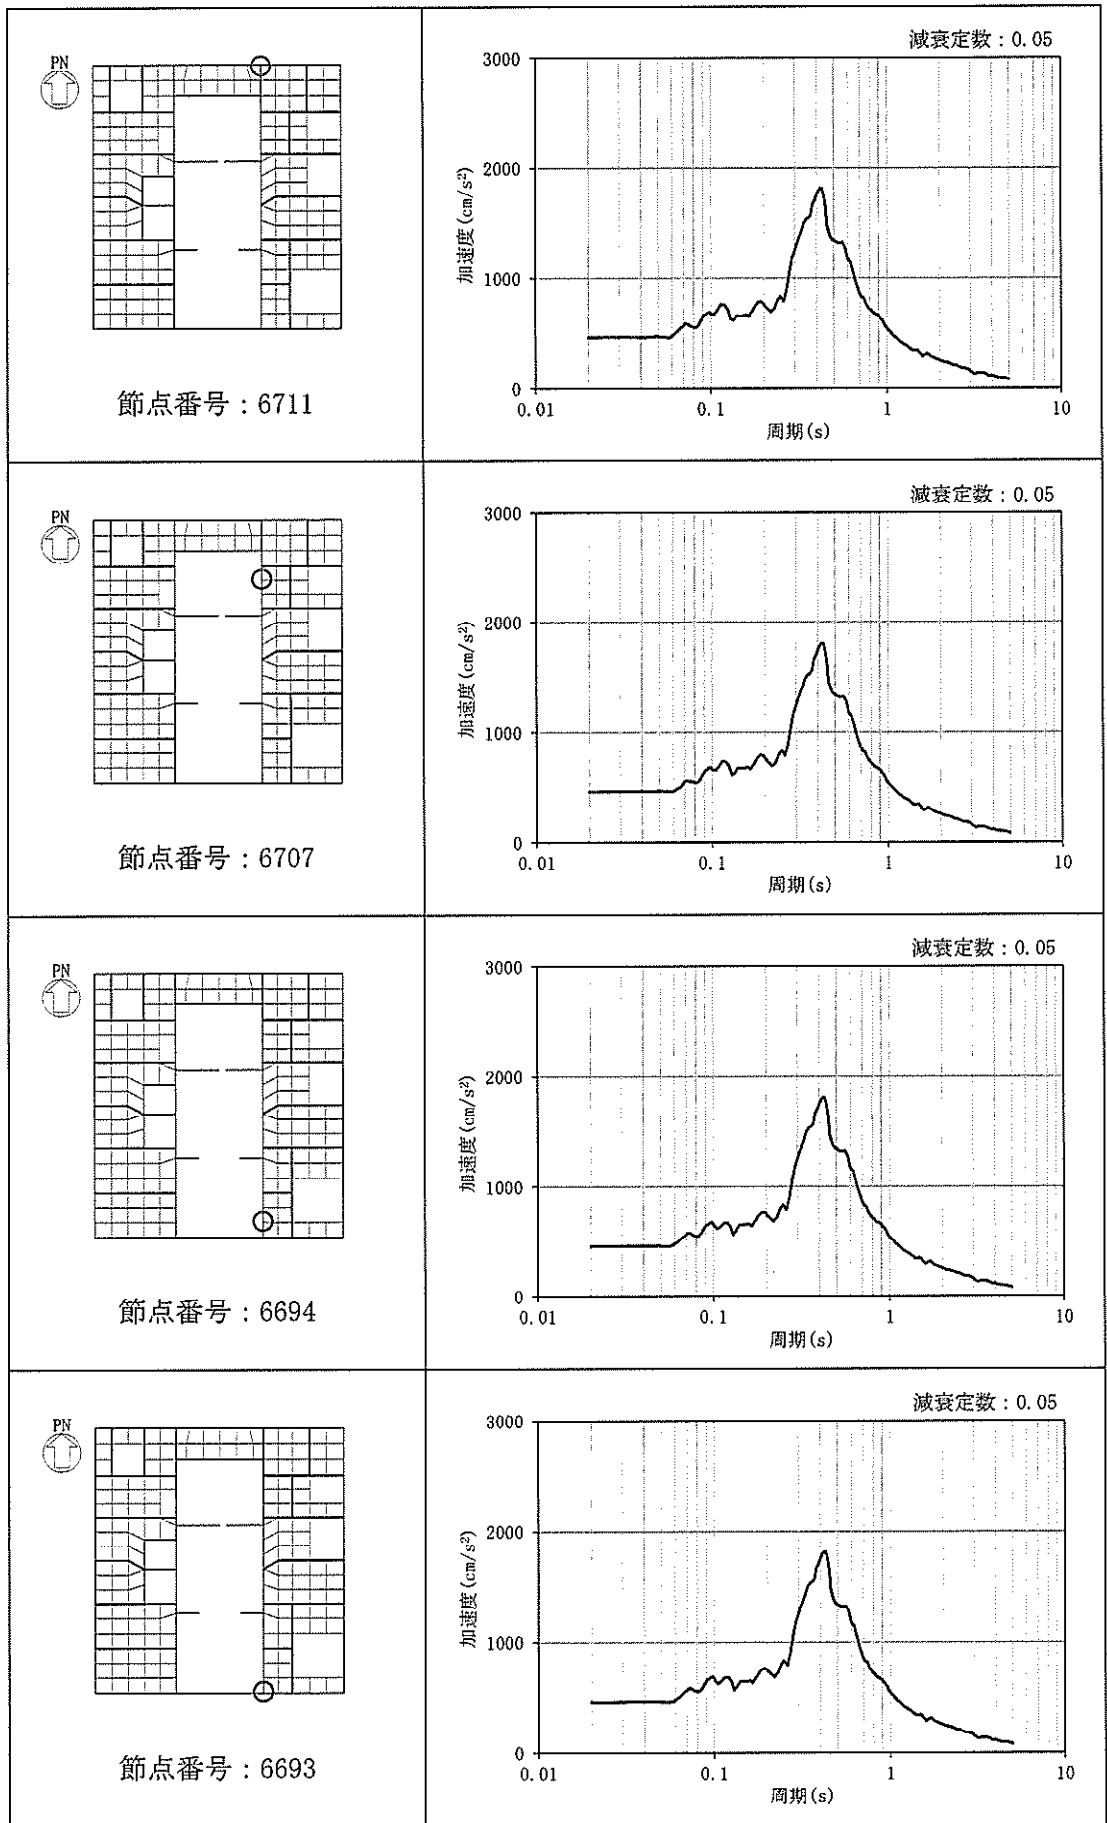 PN
節点番号：6711
減衰定数：0.05
加速度(cm/s²)
3000
2000
1000
0
0.01
0.1
1
10
周期(s)
PN
節点番号：6707
減衰定数：0.05
加速度(cm/s²)
3000
2000
1000
0
0.01
0.1
1
10
周期(s)
PN
節点番号：6694
減衰定数：0.05
加速度(cm/s²)
3000
2000
1000
0
0.01
0.1
1
10
周期(s)
PN
節点番号：6693
減衰定数：0.05
加速度(cm/s²)
3000
2000
1000
0
0.01
0.1
1
10
周期(s)